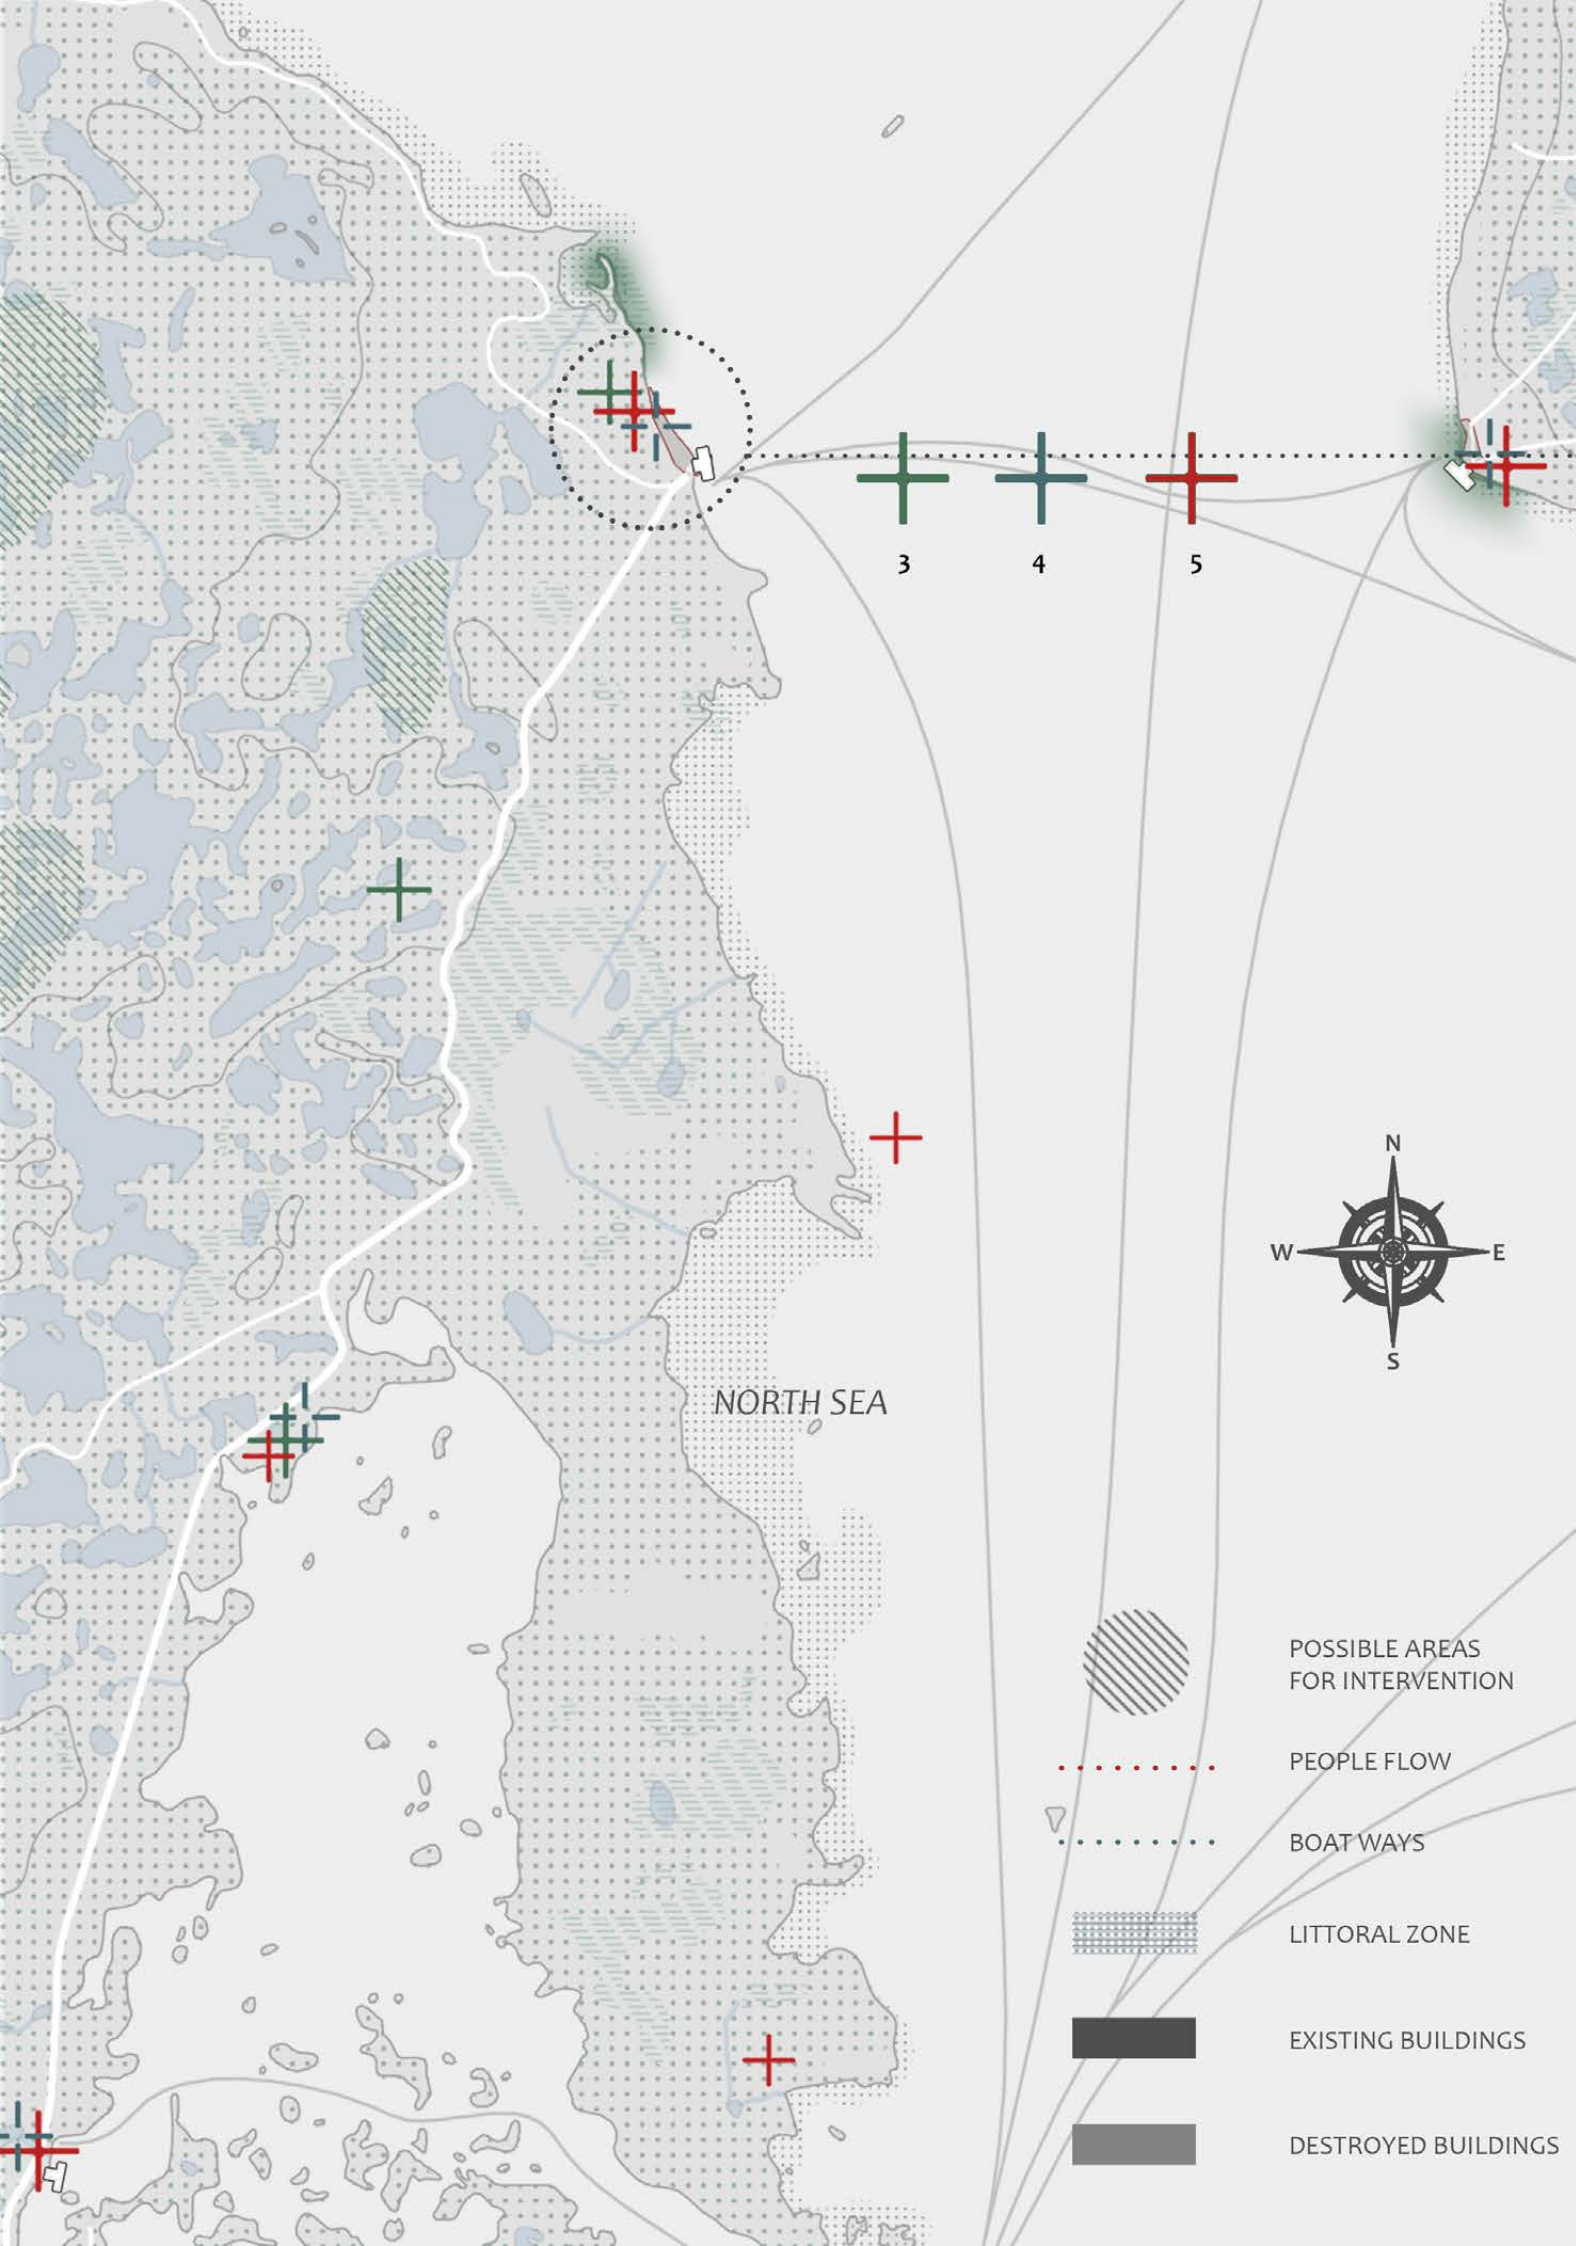 3
4
5
N
W
E
S
NORTH SEA
POSSIBLE AREAS
FOR INTERVENTION
PEOPLE FLOW
BOAT WAYS
LITTORAL ZONE
EXISTING BUILDINGS
DESTROYED BUILDINGS